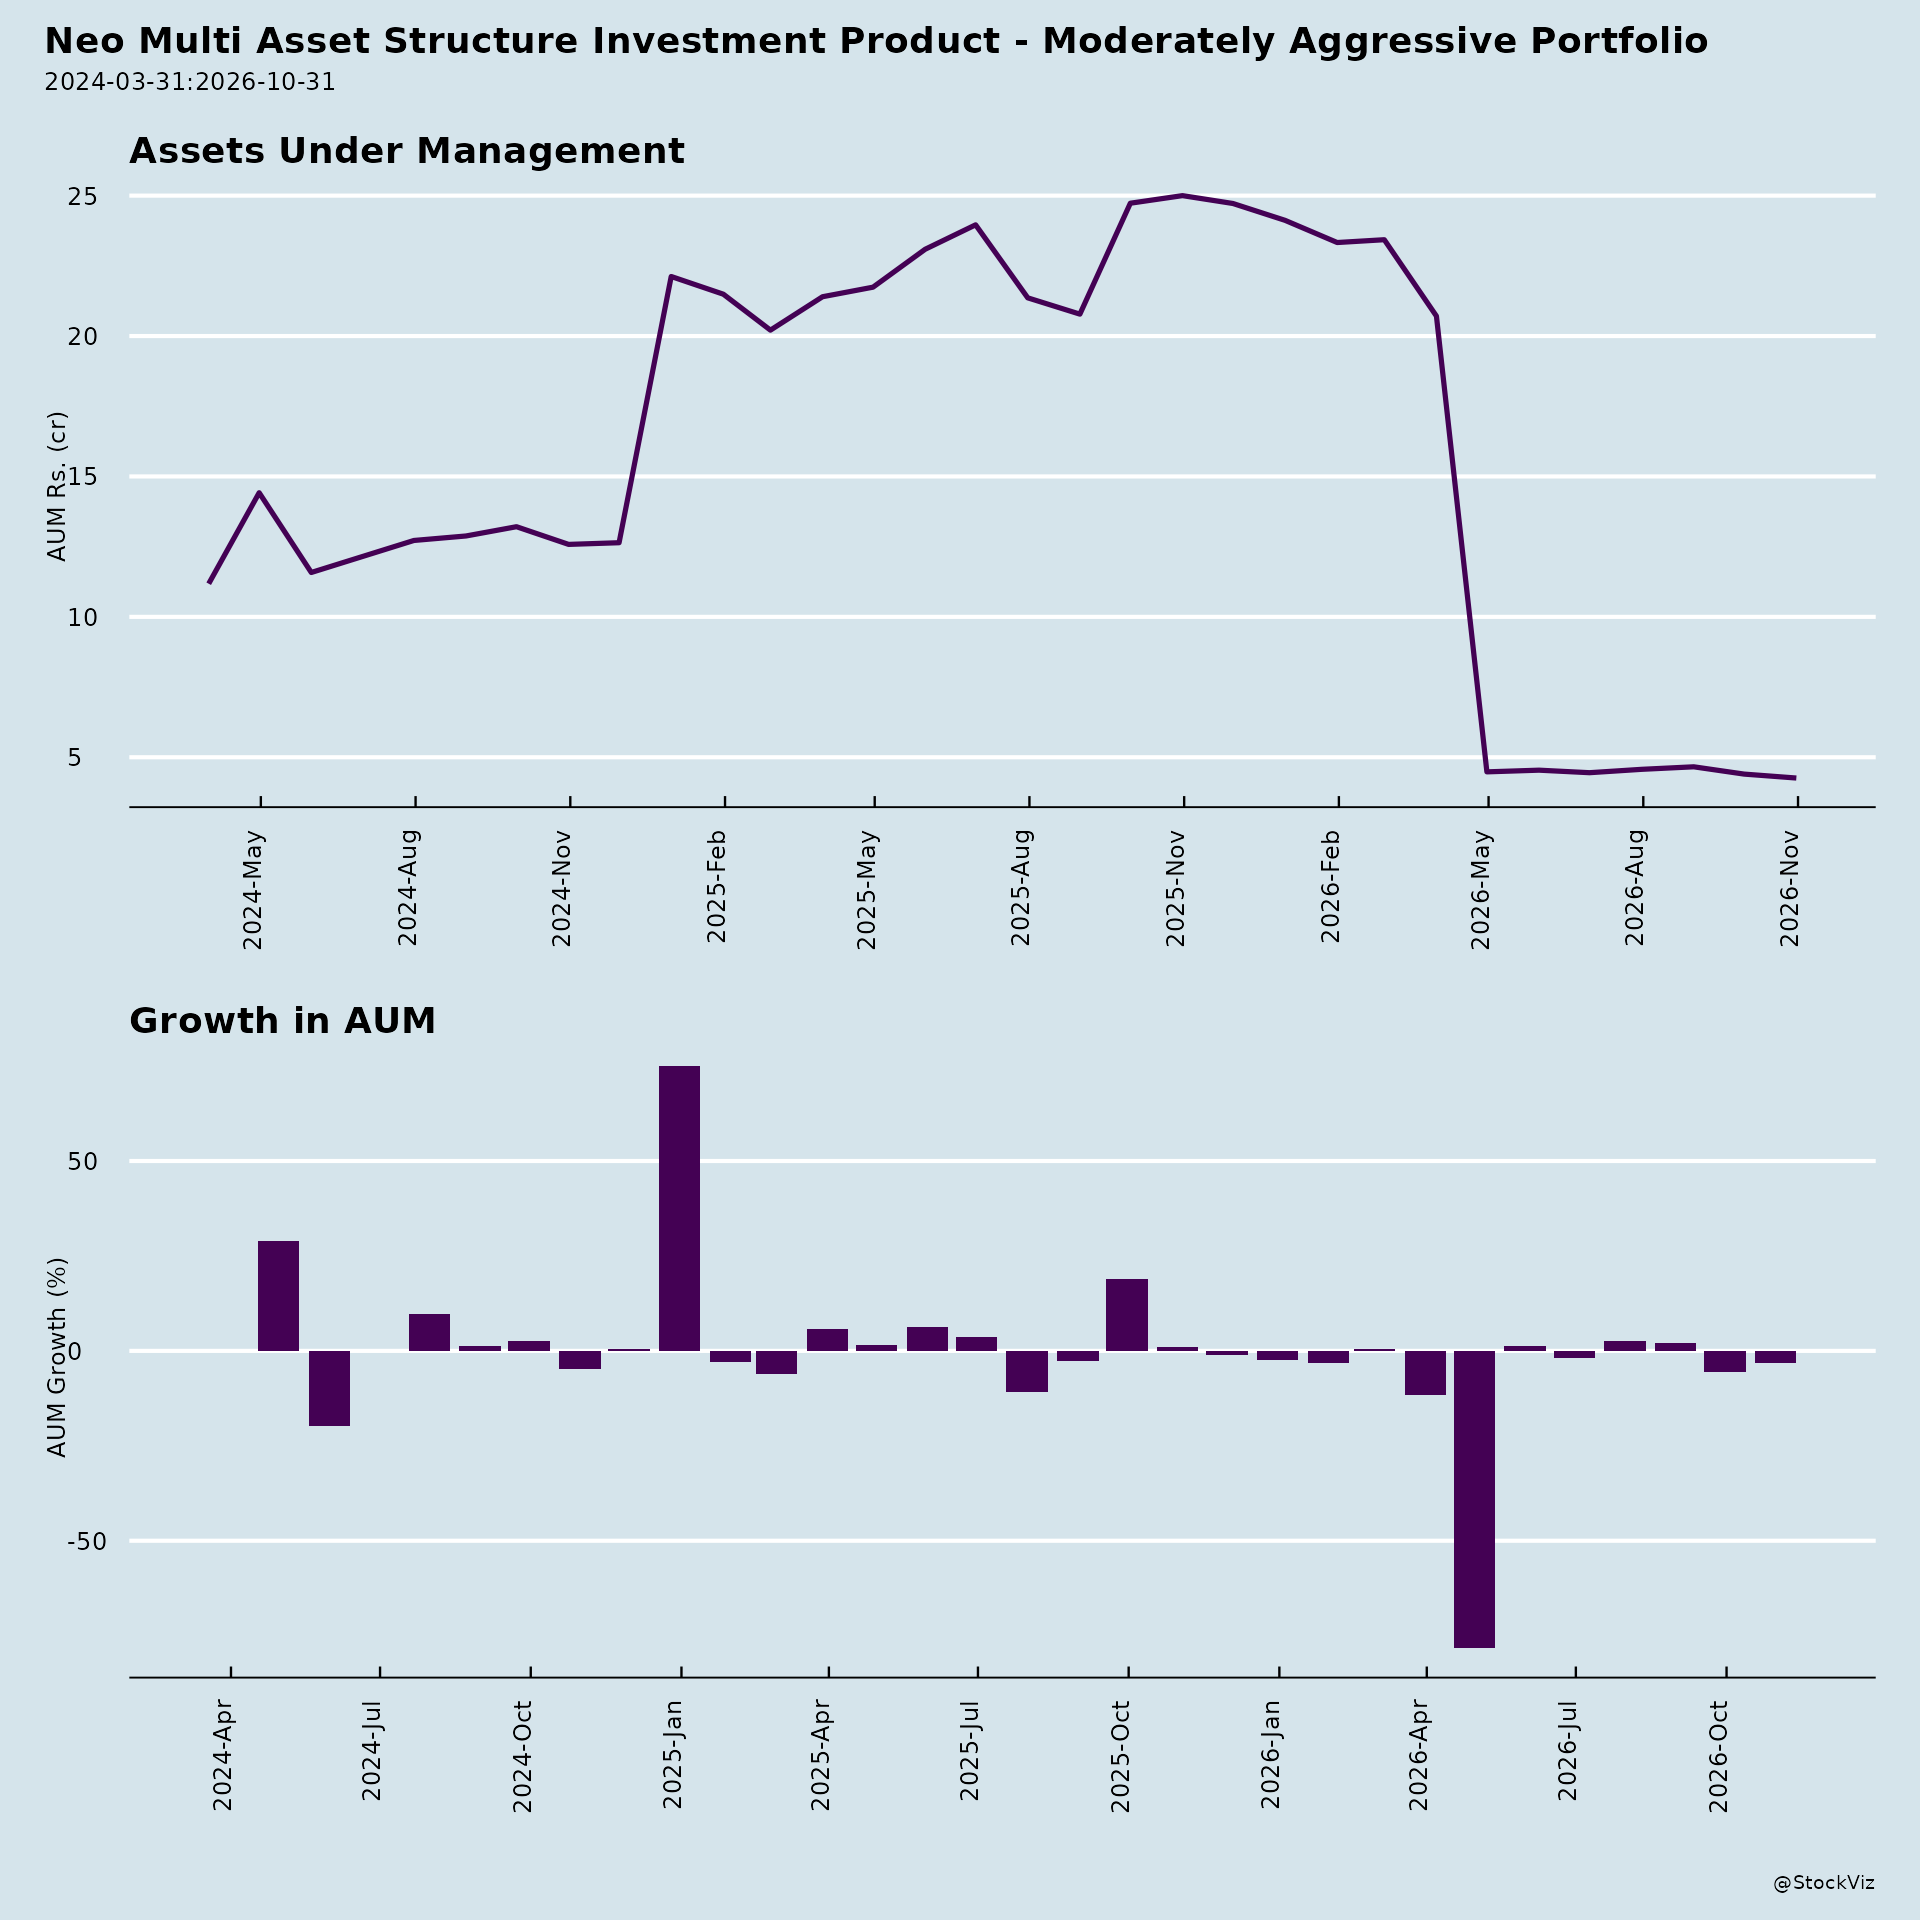 Neo Multi Asset Structure Investment Product - Moderately Aggressive Portfolio
2024-03-31:2026-10-31
Assets Under Management
AUM Rs. (cr)
25
20
15
10
5
2024-May
2024-Aug
2024-Nov
2025-Feb
2025-May
2025-Aug
2025-Nov
2026-Feb
2026-May
2026-Aug
2026-Nov
Growth in AUM
AUM Growth (%)
50
0
-50
2024-Apr
2024-Jul
2024-Oct
2025-Jan
2025-Apr
2025-Jul
2025-Oct
2026-Jan
2026-Apr
2026-Jul
2026-Oct
@StockViz